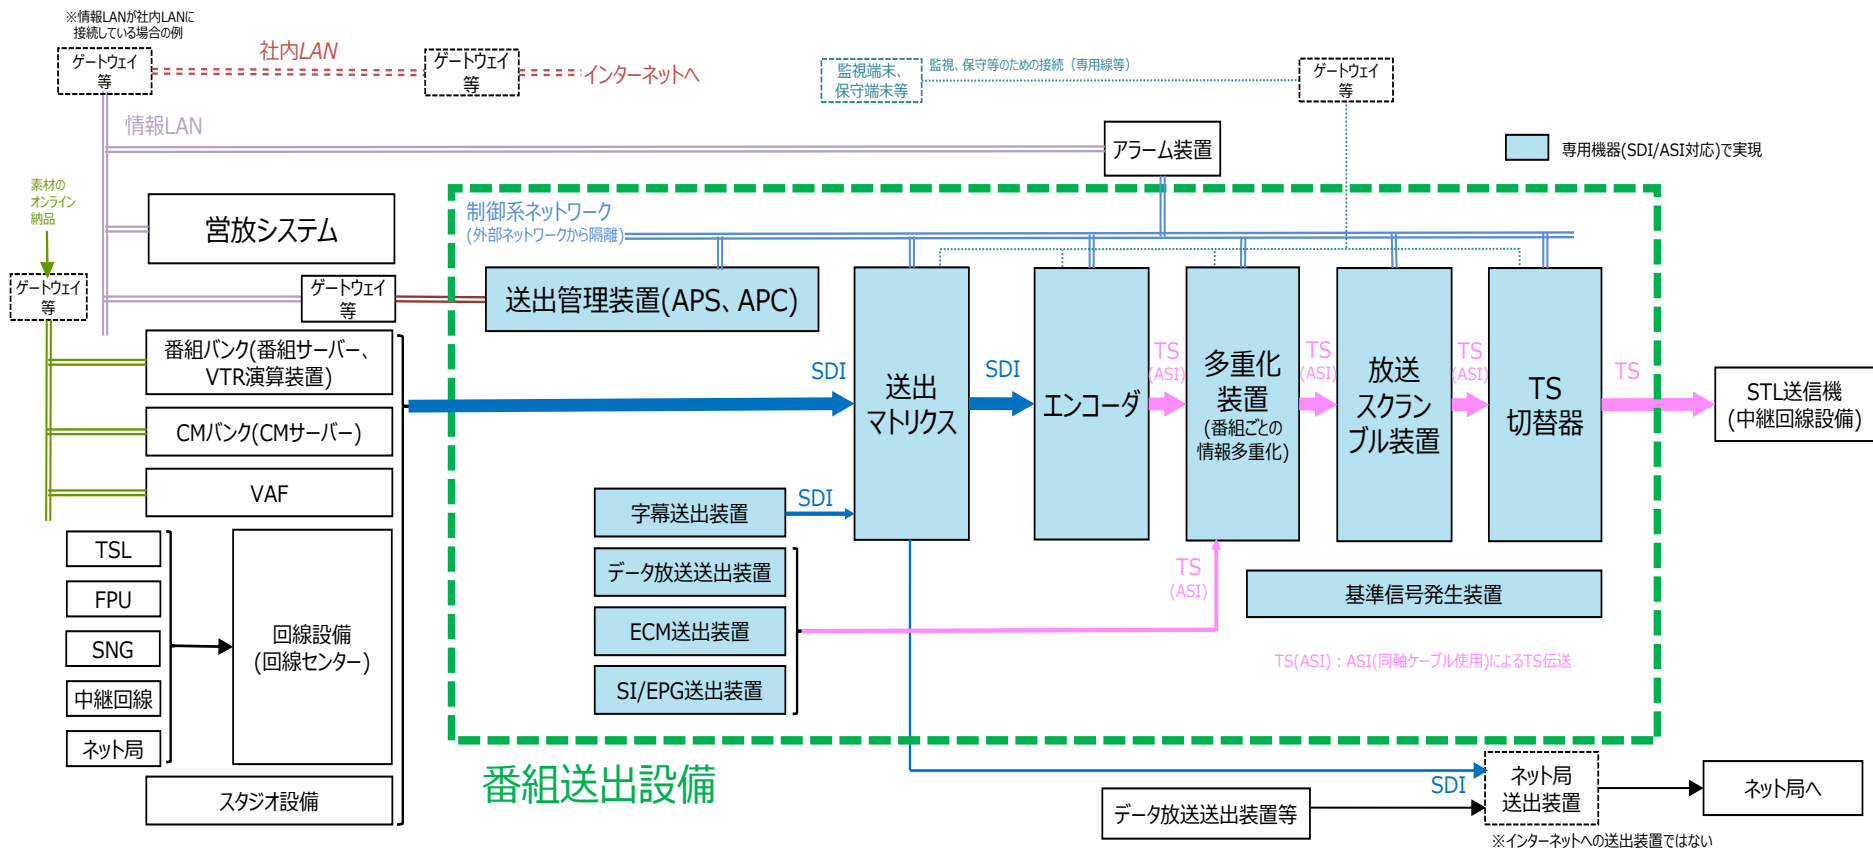 ※情報LANが社内LANに
接続している場合の例
ゲートウェイ
等
社内LAN
ゲートウェイ
等
インターネットへ
監視端末、
保守端末等
監視、保守等のための接続（専用線等）
ゲートウェイ
等
情報LAN
アラーム装置
専用機器(SDI/ASI対応)で実現
素材の
オンライン
納品
営放システム
制御系ネットワーク
(外部ネットワークから隔離)
ゲートウェイ
等
ゲートウェイ
等
送出管理装置(APS、APC)
番組バンク(番組サーバー、
VTR演算装置)
CMバンク(CMサーバー)
VAF
TSL
FPU
SNG
中継回線
ネット局
回線設備
(回線センター)
スタジオ設備
SDI
送出
マトリクス
SDI
エンコーダ
TS
(ASI)
多重化
装置
(番組ごとの
情報多重化)
TS
(ASI)
放送
スクラン
ブル装置
TS
(ASI)
TS
切替器
TS
STL送信機
(中継回線設備)
字幕送出装置
SDI
データ放送送出装置
ECM送出装置
SI/EPG送出装置
TS
(ASI)
基準信号発生装置
TS(ASI)：ASI(同軸ケーブル使用)によるTS伝送
番組送出設備
SDI
データ放送送出装置等
ネット局
送出装置
ネット局へ
※インターネットへの送出装置ではない